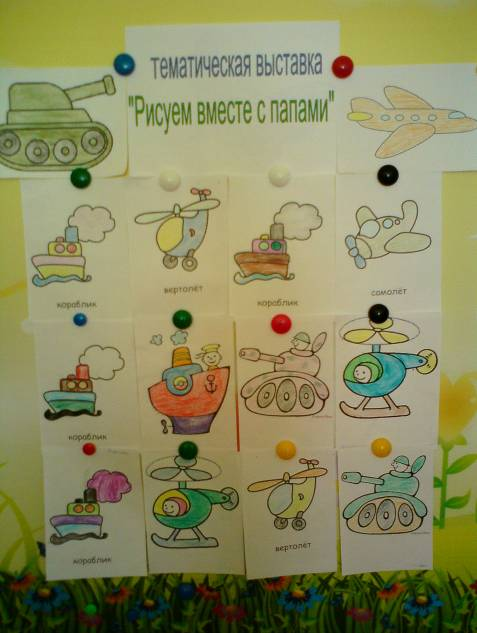 тематическая выставка
"Рисуем вместе с папами"
кораблик
вертолёт
кораблик
самолёт
кораблик
кораблик
вертолёт